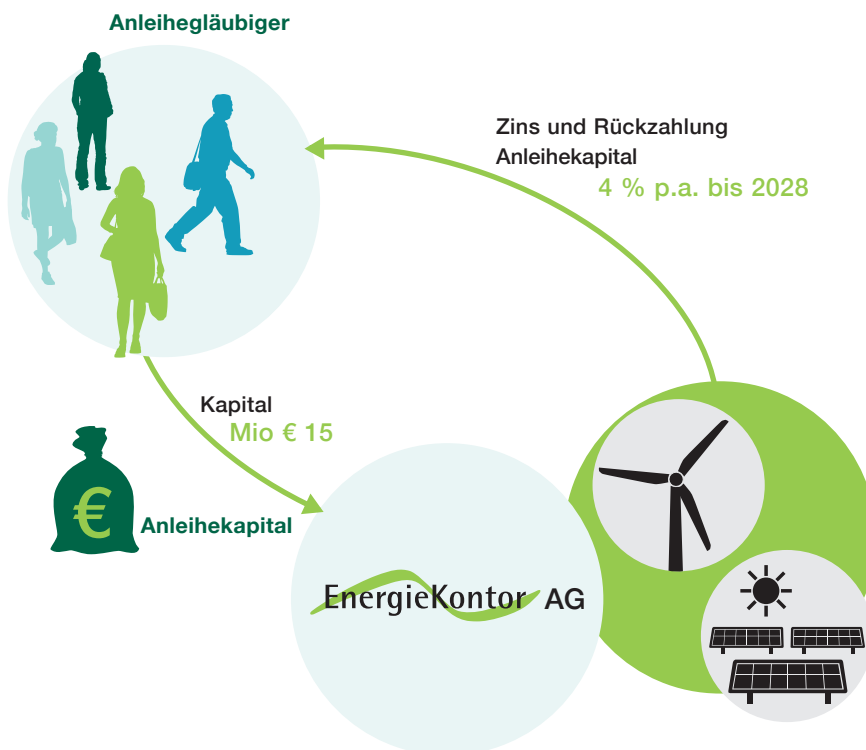 Anleihegläubiger
Zins und Rückzahlung
Anleihekapital
4 % p.a. bis 2028
Kapital
Mio € 15
€
Anleihekapital
EnergieKontor AG